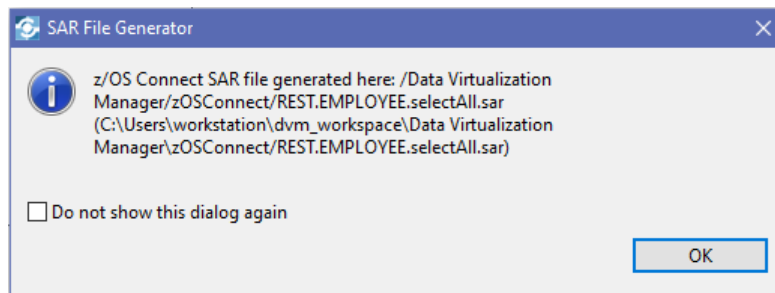 SAR File Generator
z/OS Connect SAR file generated here: /Data Virtualization
Manager/zOSConnect/REST.EMPLOYEE.selectAll.sar
(C:\Users\workstation\dvm_workspace\Data Virtualization
Manager\zOSConnect/REST.EMPLOYEE.selectAll.sar)
Do not show this dialog again
OK